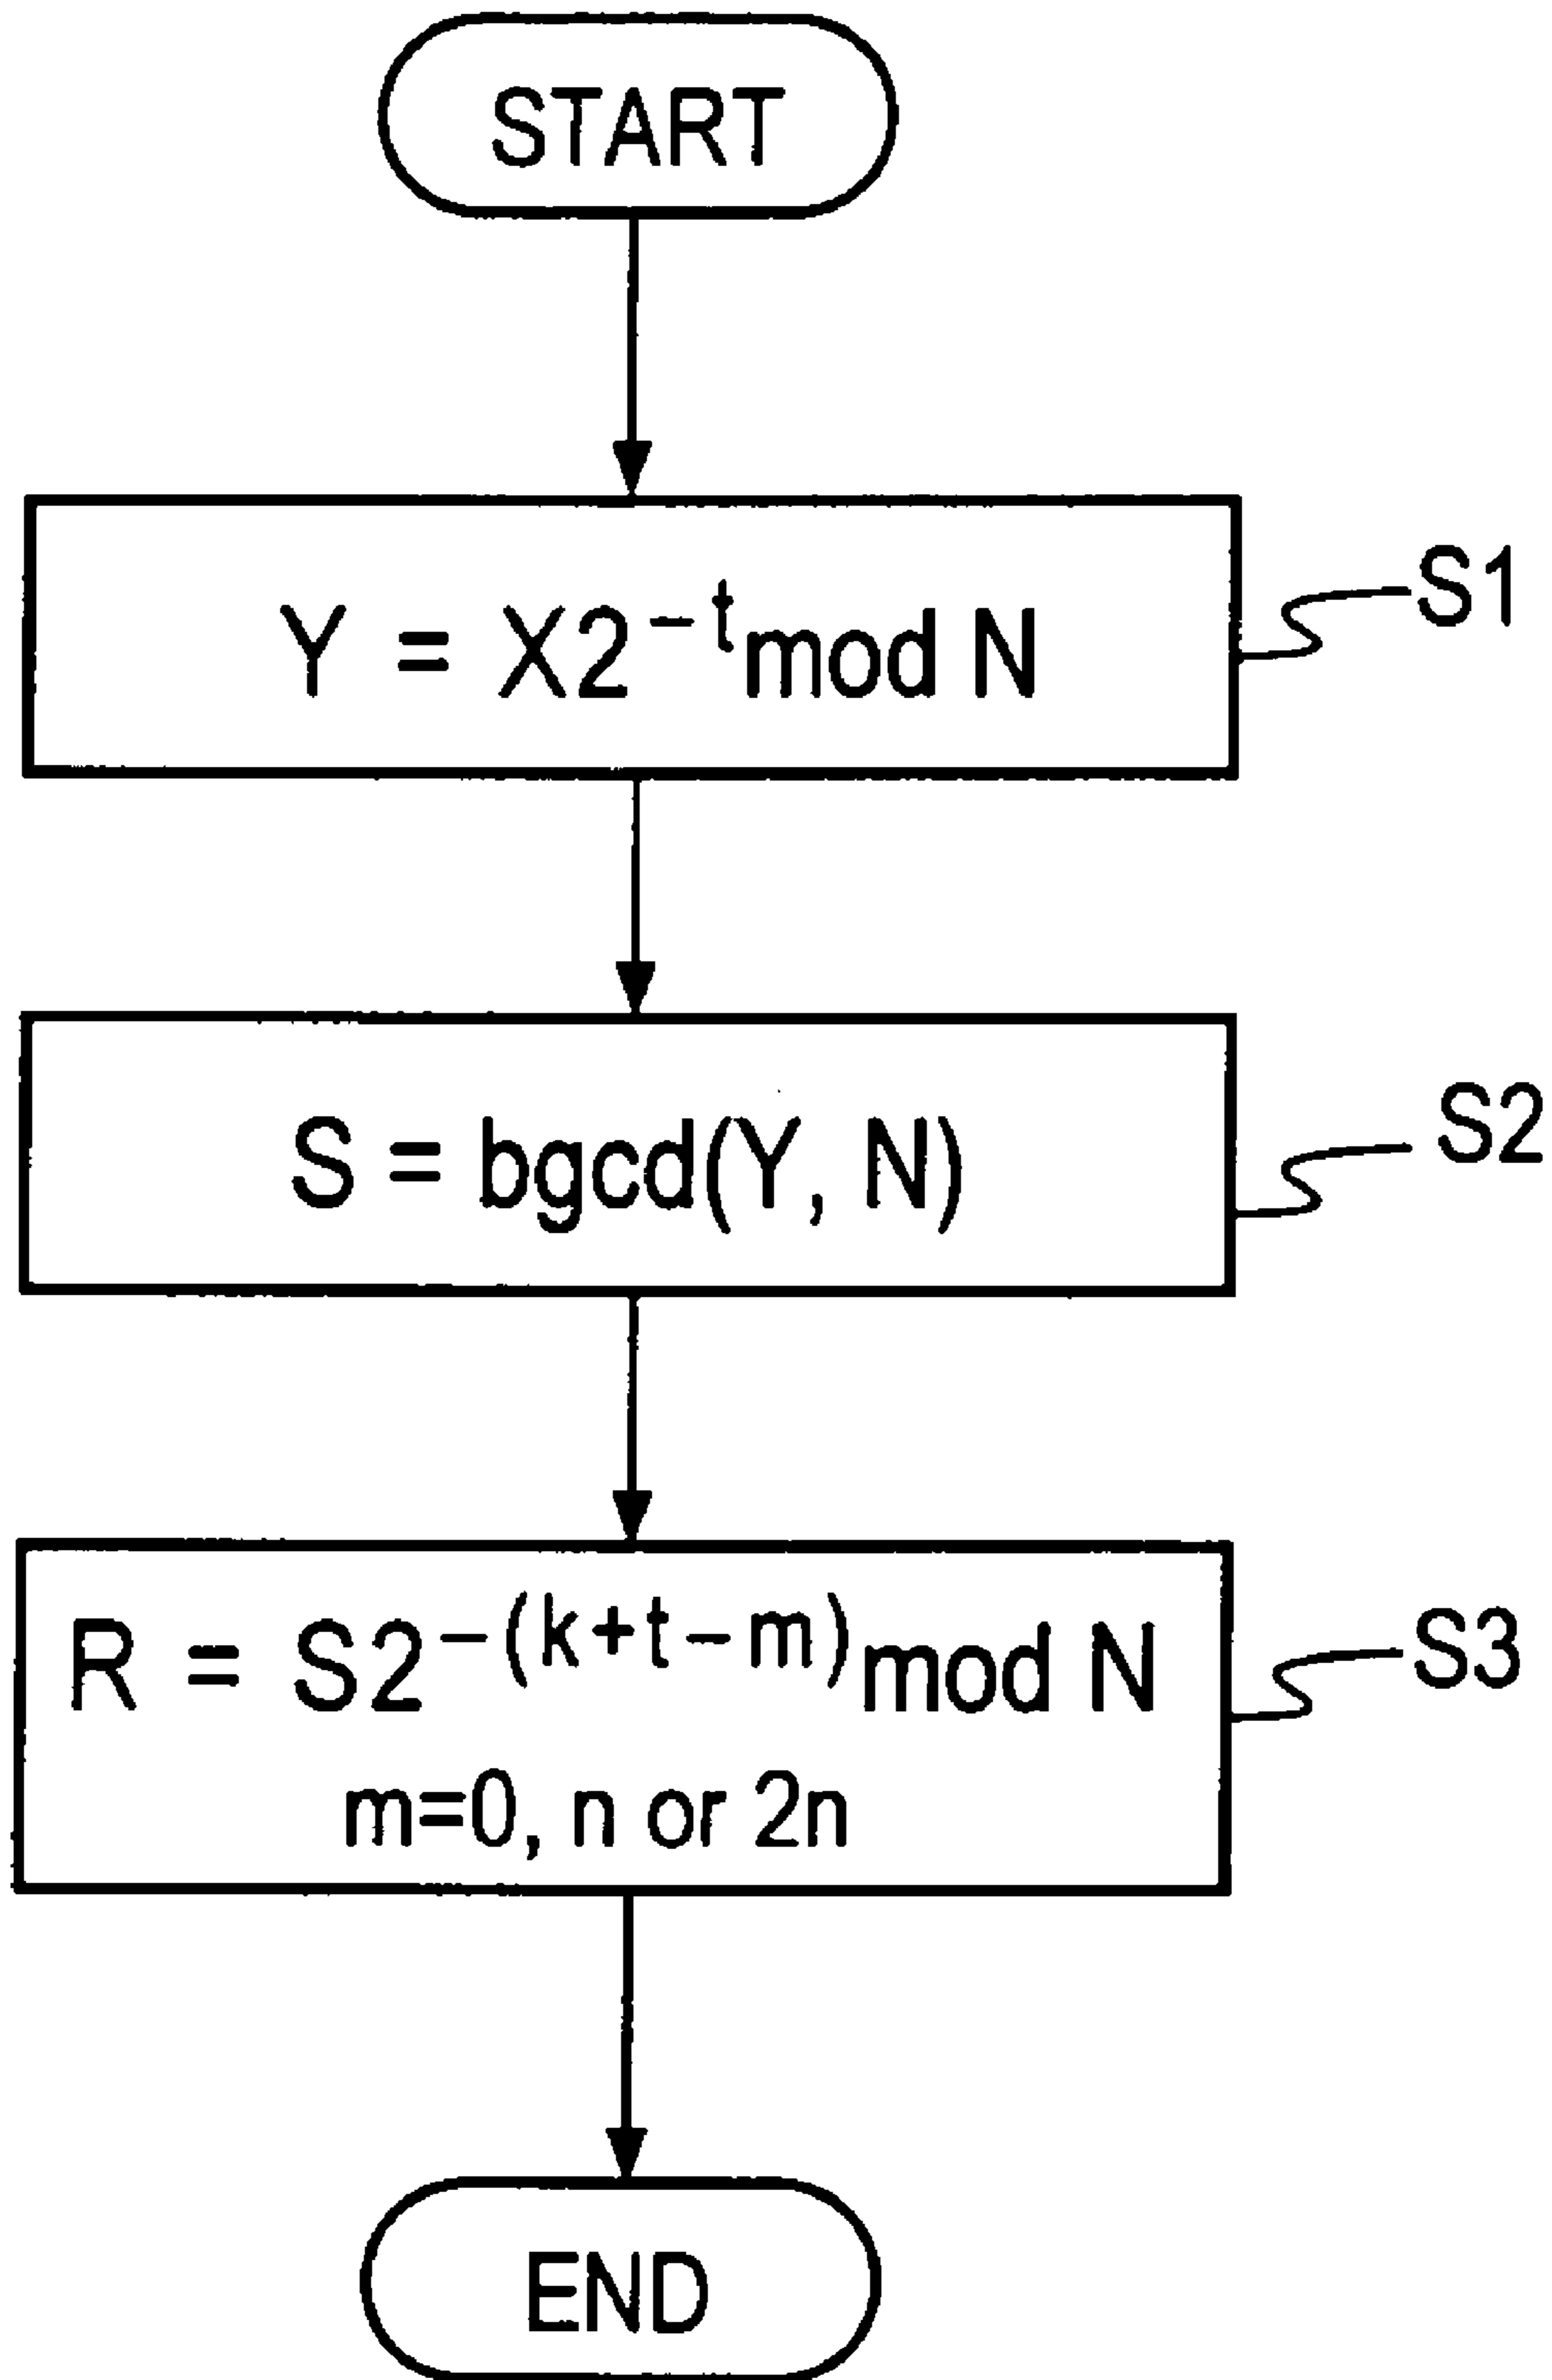 START
Y = X2^{-t} mod N
S1
S = bgcd(Y, N)
S2
R = S2^{-(k+t-m)} mod N
S3
m=0, n or 2n
END